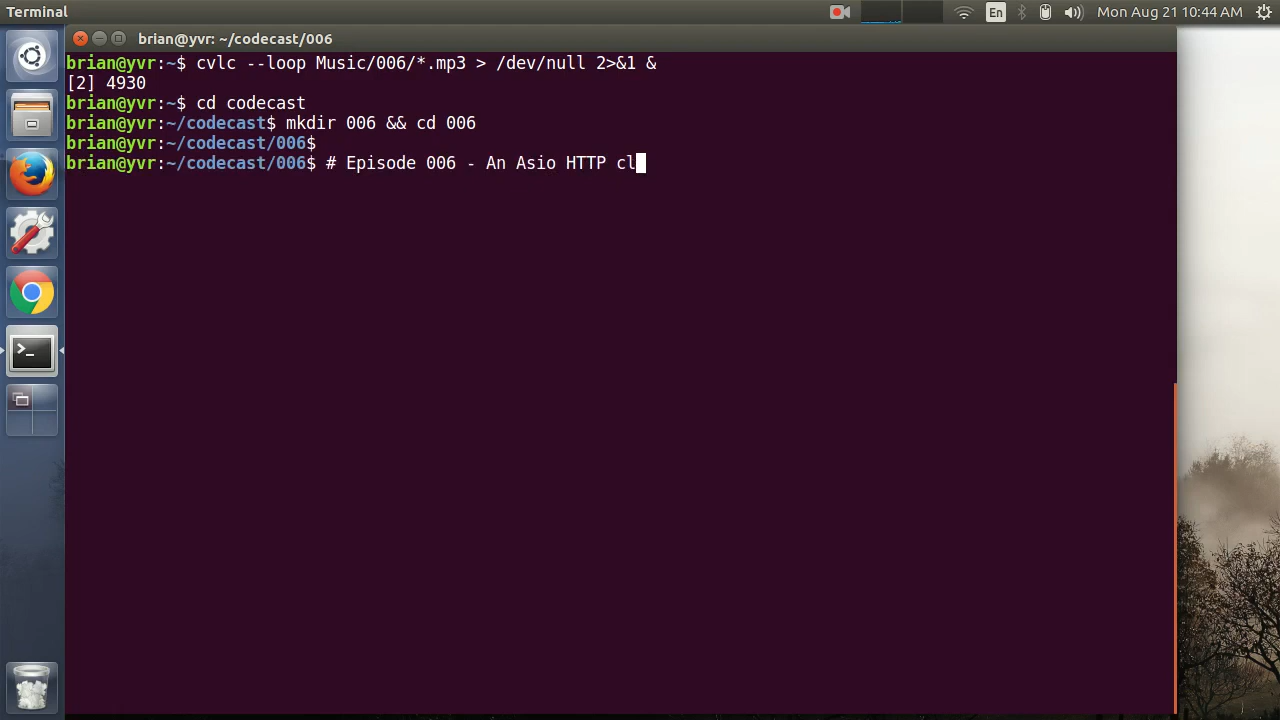 Terminal
En
Mon Aug 21 10:44 AM
brian@yvr: ~/codecast/006
brian@yvr:~$ cvlc --loop Music/006/*.mp3 > /dev/null 2>&1 &
[2] 4930
brian@yvr:~$ cd codecast
brian@yvr:~/codecast$ mkdir 006 && cd 006
brian@yvr:~/codecast/006$
brian@yvr:~/codecast/006$ # Episode 006 - An Asio HTTP cl